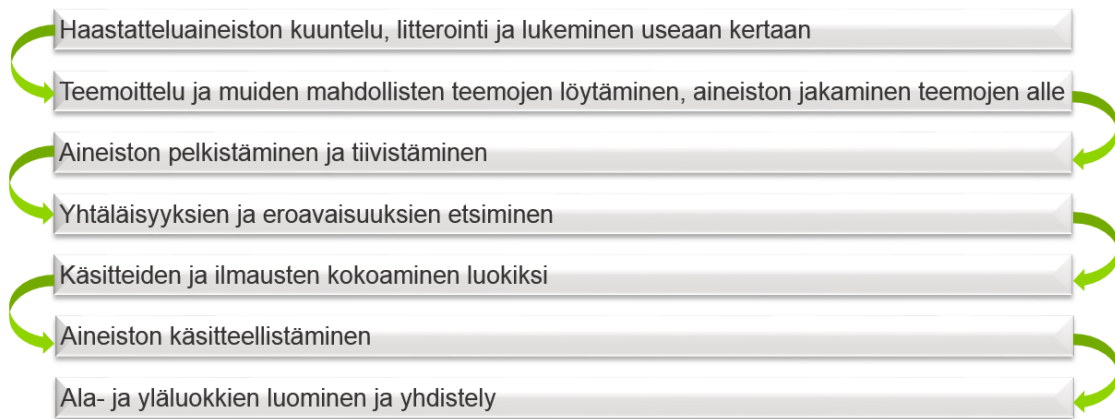 Haastatteluaineiston kuuntelu, litterointi ja lukeminen useaan kertaan
Teemoittelu ja muiden mahdollisten teemojen löytäminen, aineiston jakaminen teemojen alle
Aineiston pelkistäminen ja tiivistäminen
Yhtäläisyyksien ja eroavaisuuksien etsiminen
Käsitteiden ja ilmausten kokoaminen luokiksi
Aineiston käsitteellistäminen
Ala- ja yläluokkien luominen ja yhdistely